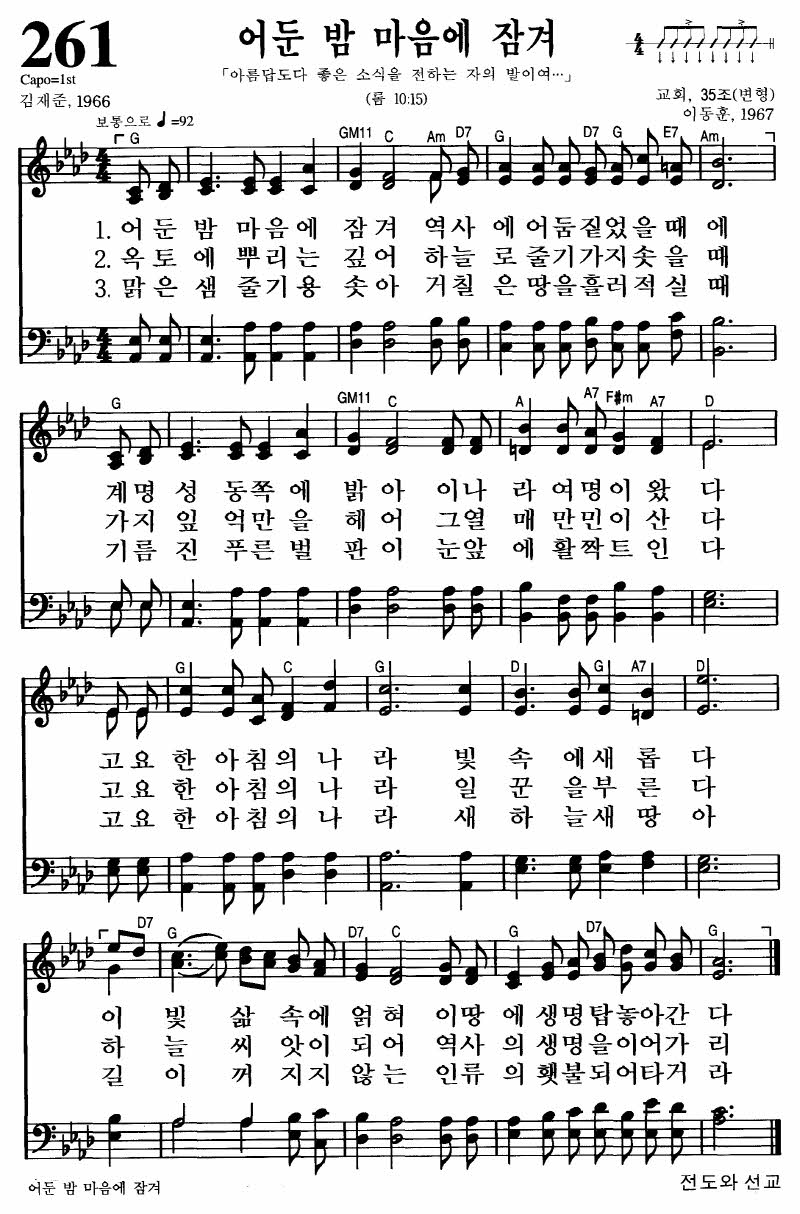 261
어둔 밤 마음에 잠겨
Capo=1st
「아름답도다 좋은 소식을 전하는 자의 발이여…」
김재준, 1966
(롬 10:15)
교회, 35조(변형)
이동훈, 1967
보통으로 ♩=92
G GM11 C Am D7 G D7 G E7 Am
1. 어 둔 밤 마 음 에 잠 겨 역 사 에 어 둠 짙 었 을 때 에
2. 옥 토 에 뿌 리 는 깊 어 하 늘 로 줄 기 가 지 솟 을 때
3. 맑 은 샘 줄 기 용 솟 아 거 칠 은 땅 을 흘 러 적 실 때
G GM11 C A A7 F#m A7 D
계 명 성 동 쪽 에 밝 아 이 나 라 여 명 이 왔 다
가 지 잎 억 만 을 헤 어 그 열 매 만 민 이 산 다
기 름 진 푸 른 벌 판 이 눈 앞 에 활 짝 트 인 다
G C G D G A7 D
고 요 한 아 침 의 나 라 빛 속 에 새 롭 다
고 요 한 아 침 의 나 라 일 꾼 을 부 른 다
고 요 한 아 침 의 나 라 새 하 늘 새 땅 아
D7 G D7 C G D7 G
이 빛 삶 속 에 얽 혀 이 땅 에 생 명 탑 놓 아 간 다
하 늘 씨 앗 이 되 어 역 사 의 생 명 을 이 어 가 리
길 이 꺼 지 지 않 는 인 류 의 횃 불 되 어 타 거 라
어둔 밤 마음에 잠겨
전도와 선교